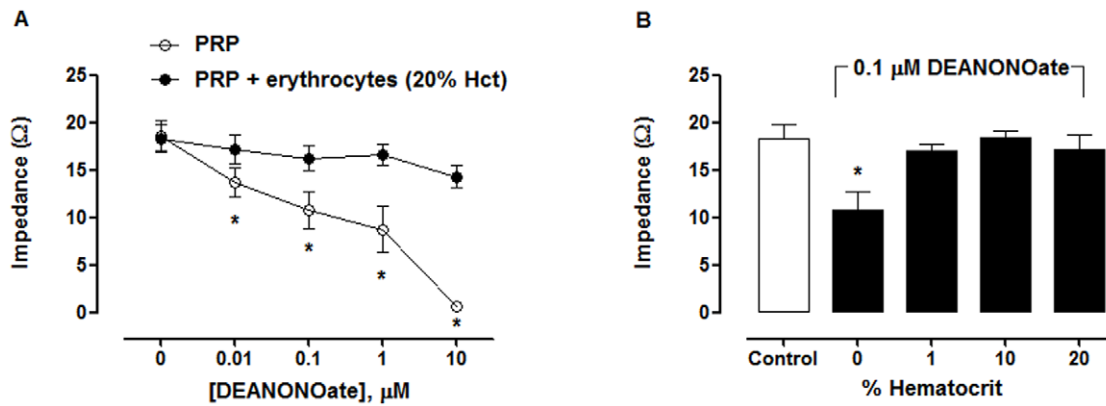 A
PRP
PRP + erythrocytes (20% Hct)
25
20
15
10
5
0
Impedance (Ω)
*
*
*
*
0 0.01 0.1 1 10
[DEANONOate], μM
B
0.1 μM DEANONOate
25
20
15
10
5
0
Impedance (Ω)
*
Control 0 1 10 20
% Hematocrit